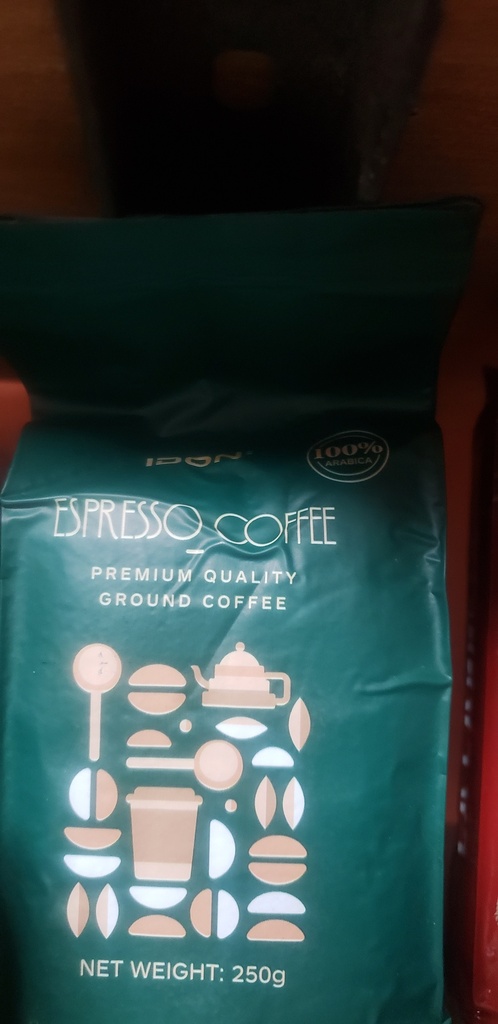 100%
ARABICA
ESPRESSO COFFEE
PREMIUM QUALITY
GROUND COFFEE
NET WEIGHT: 250g